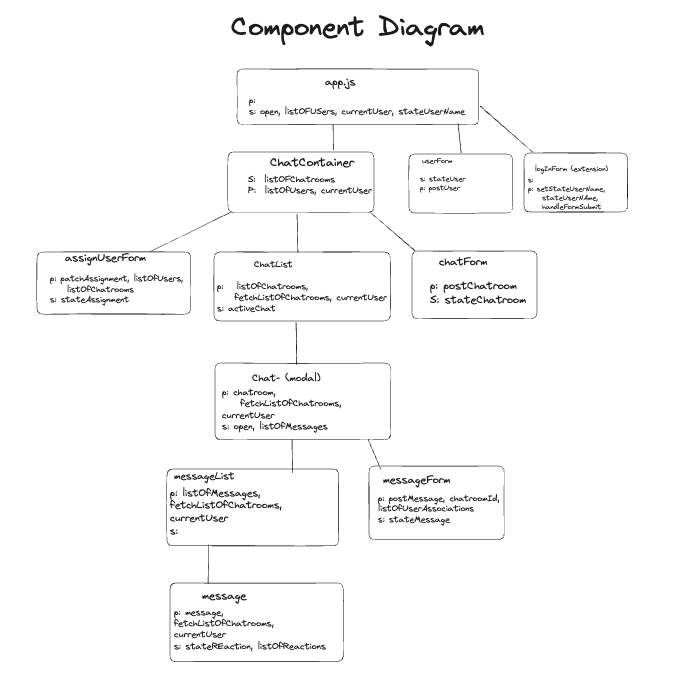 Component Diagram
app.js
p:
s: open, listOFUSers, currentUser, stateUserName
ChatContainer
S: listOFChatrooms
P: listOfUsers, currentUser
userForm
s: stateUser
p: postUser
logInForm (extension)
s:
p: setStateUserName,
stateUserNAme,
handleFormSubmit
assignUserForm
p: patchAssignment, listOfUsers,
listOfChatrooms
s: stateAssignment
ChatList
p: listOfChatrooms,
fetchListOfChatrooms, currentUser
s: activeChat
chatForm
p: postChatroom
S: stateChatroom
Chat- (modal)
p: chatroom,
fetchListOfChatrooms,
currentUser
s: open, listOfMessages
messageList
p: listOfMessages,
fetchListOfChatrooms,
currentUser
s:
messageForm
p: postMessage, chatroomId,
listOfUserAssociations
s: stateMessage
message
p: message,
fetchListOfChatrooms,
currentUser
s: stateREaction, listOfReactions